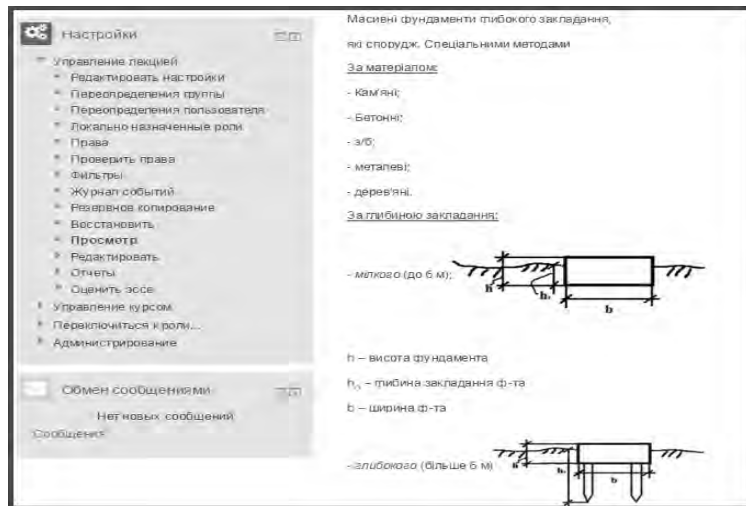 Настройки
Управление лекцией
Редактировать настройки
Переопределения группы
Переопределения пользователя
Локально назначенные роли
Права
Проверить права
Фильтры
Журнал событий
Резервное копирование
Восстановить
Просмотр
Редактировать
Отчеты
Оценить эссе
Управление курсом
Переключиться к роли...
Администрирование
Обмен сообщениями
Нет новых сообщений
Сообщения
Масивні фундаменти глибокого закладання,
які споруд. Спеціальними методами
За матеріалом:
- Кам'яні;
- Бетонні;
- з/б;
- металеві;
- дерев'яні.
За глибиною закладання:
- мілкого (до 6 м);
h
h
b
h – висота фундамента
h – глибина закладання ф-та
b – ширина ф-та
- глибокого (більше 6 м)
h
h
b